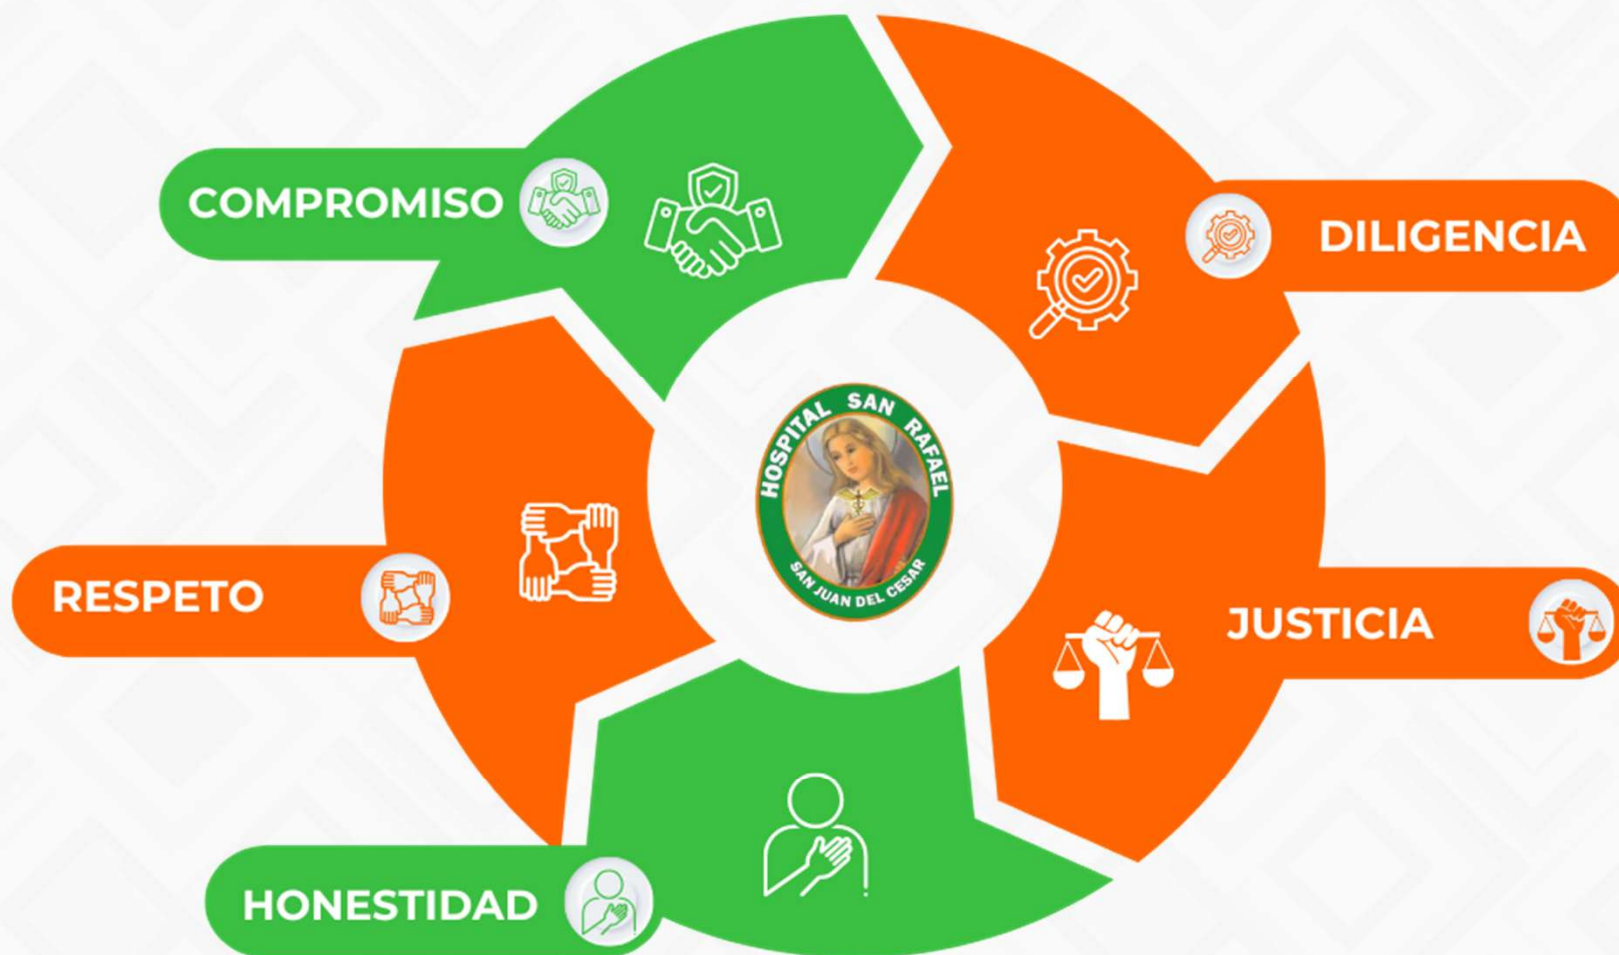 COMPROMISO
DILIGENCIA
HOSPITAL SAN RAFAEL
SAN JUAN DEL CESAR
RESPETO
JUSTICIA
HONESTIDAD